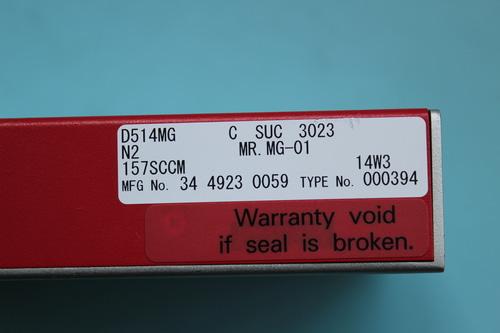 D514MG C SUC 3023
N2 MR.MG-01
157SCCM 14W3
MFG No. 34 4923 0059 TYPE No. 000394
Warranty void
if seal is broken.